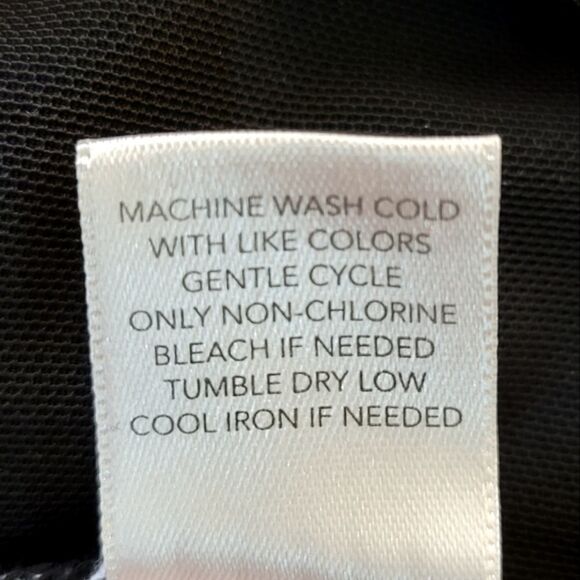 MACHINE WASH COLD
WITH LIKE COLORS
GENTLE CYCLE
ONLY NON-CHLORINE
BLEACH IF NEEDED
TUMBLE DRY LOW
COOL IRON IF NEEDED